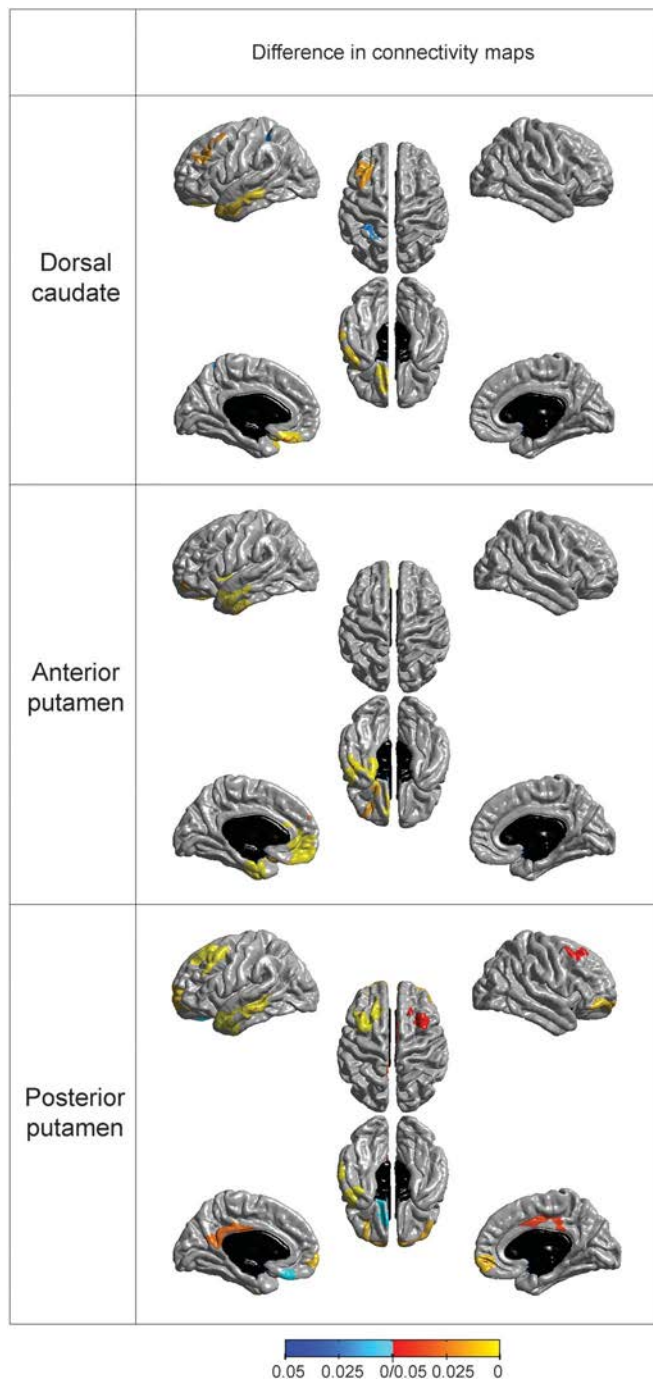 Difference in connectivity maps
Dorsal
caudate
Anterior
putamen
Posterior
putamen
0.05 0.025 0/0.05 0.025 0